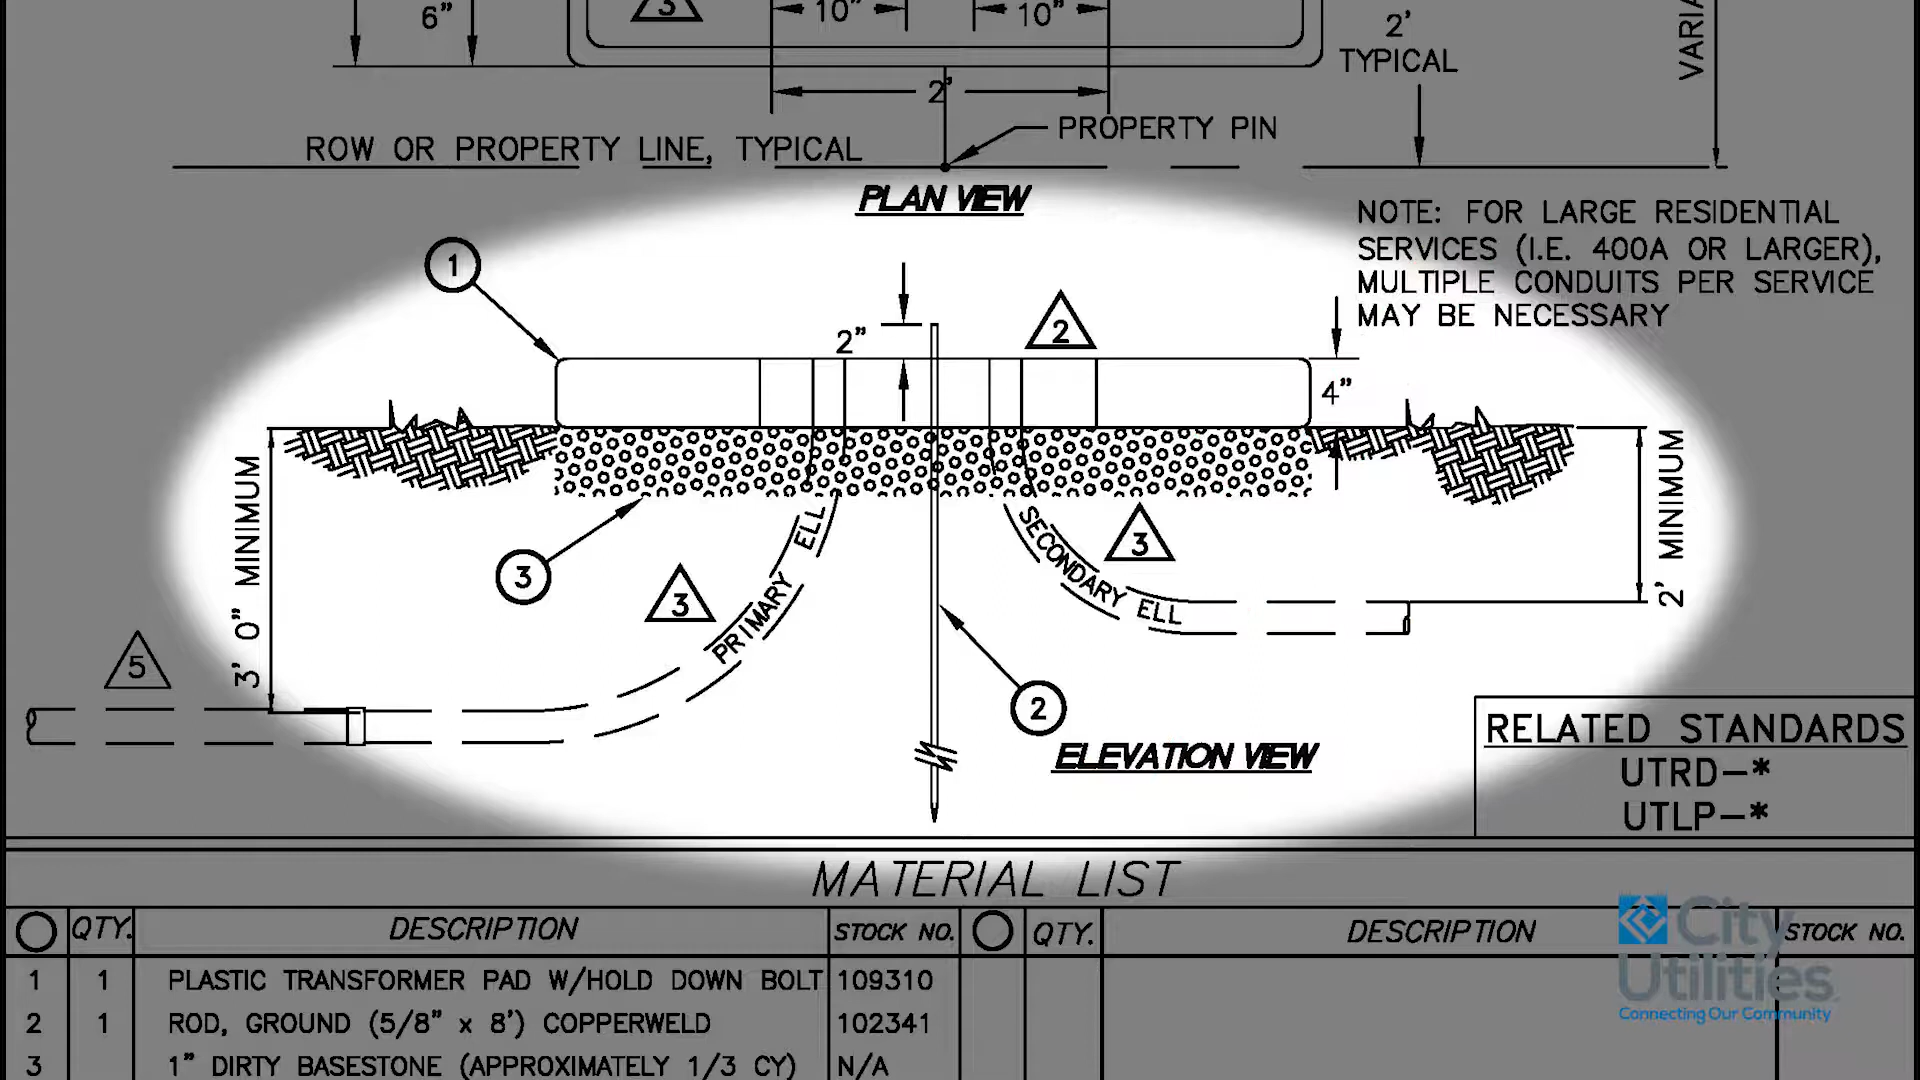 6"
3
10"
10"
2'
TYPICAL
2'
PROPERTY PIN
ROW OR PROPERTY LINE, TYPICAL
PLAN VIEW
NOTE: FOR LARGE RESIDENTIAL
SERVICES (I.E. 400A OR LARGER),
MULTIPLE CONDUITS PER SERVICE
MAY BE NECESSARY
1
2"
2
4"
3' 0" MINIMUM
2' MINIMUM
3
3
3
PRIMARY ELL
SECONDARY ELL
5
2
ELEVATION VIEW
RELATED STANDARDS
UTRD-*
UTLP-*
MATERIAL LIST
QTY. DESCRIPTION STOCK NO. QTY. DESCRIPTION STOCK NO.
1 1 PLASTIC TRANSFORMER PAD W/HOLD DOWN BOLT 109310
2 1 ROD, GROUND (5/8" x 8') COPPERWELD 102341
3 1" DIRTY BASESTONE (APPROXIMATELY 1/3 CY) N/A
City
Utilities
Connecting Our Community